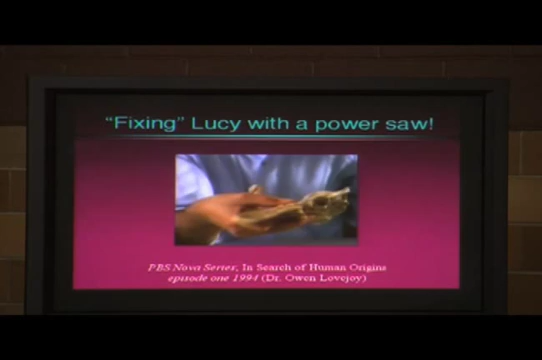 “Fixing” Lucy with a power saw!
PBS Nova Series, In Search of Human Origins
episode one 1994 (Dr. Owen Lovejoy)